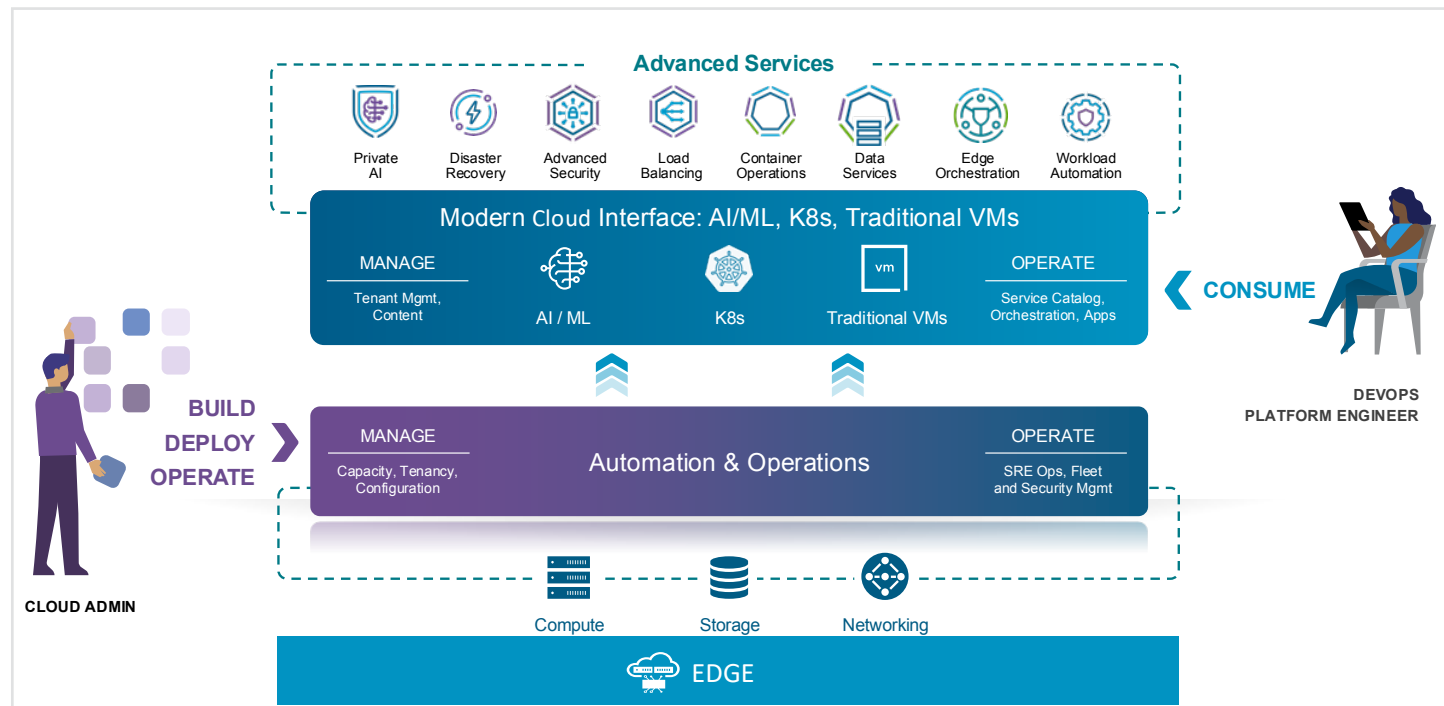 Advanced Services
Private
AI
Disaster
Recovery
Advanced
Security
Load
Balancing
Container
Operations
Data
Services
Edge
Orchestration
Workload
Automation
Modern Cloud Interface: AI/ML, K8s, Traditional VMs
MANAGE
Tenant Mgmt,
Content
AI / ML
K8s
vm
Traditional VMs
OPERATE
Service Catalog,
Orchestration, Apps
CONSUME
DEVOPS
PLATFORM ENGINEER
BUILD
DEPLOY
OPERATE
CLOUD ADMIN
MANAGE
Capacity, Tenancy,
Configuration
Automation & Operations
OPERATE
SRE Ops, Fleet
and Security Mgmt
Compute
Storage
Networking
EDGE